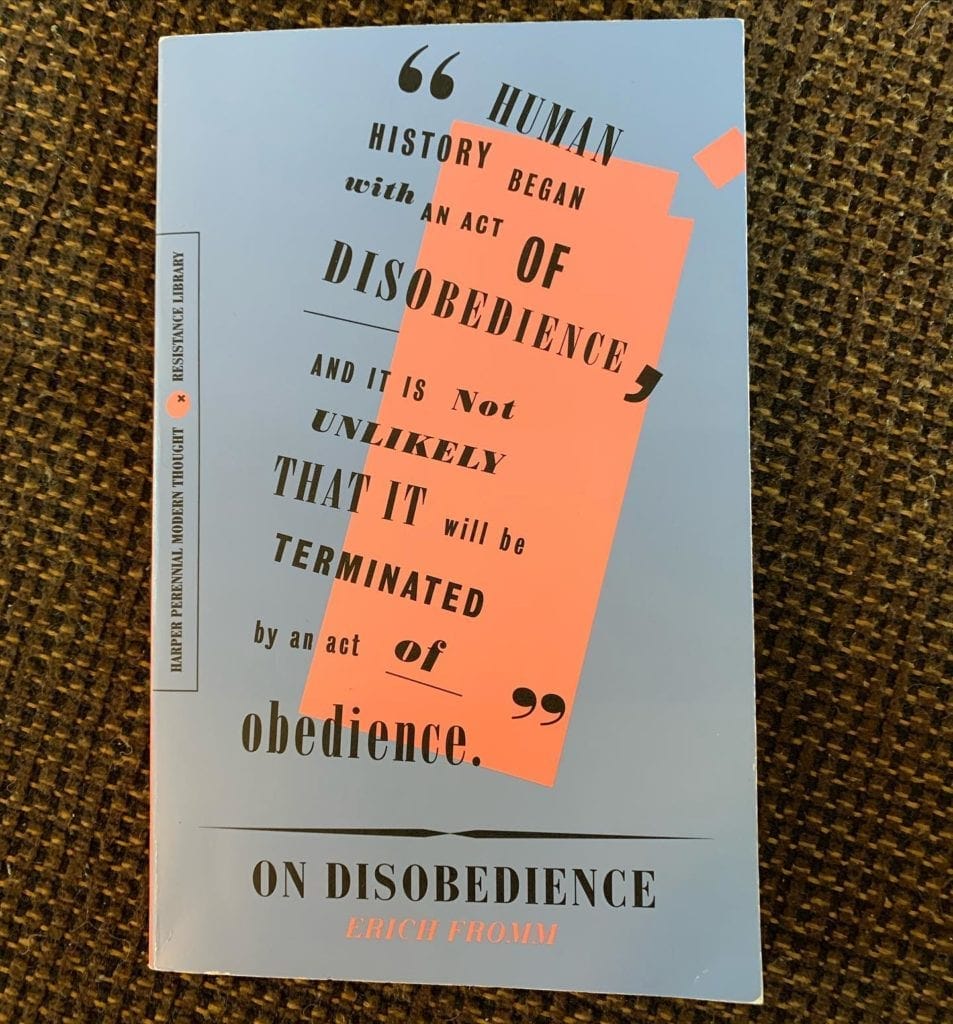 “ HUMAN
HISTORY BEGAN
with AN ACT OF
DISOBEDIENCE,
AND IT IS Not
UNLIKELY
THAT IT will be
TERMINATED
by an act of
obedience. ”
ON DISOBEDIENCE
ERICH FROMM
HARPER PERENNIAL MODERN THOUGHT × RESISTANCE LIBRARY